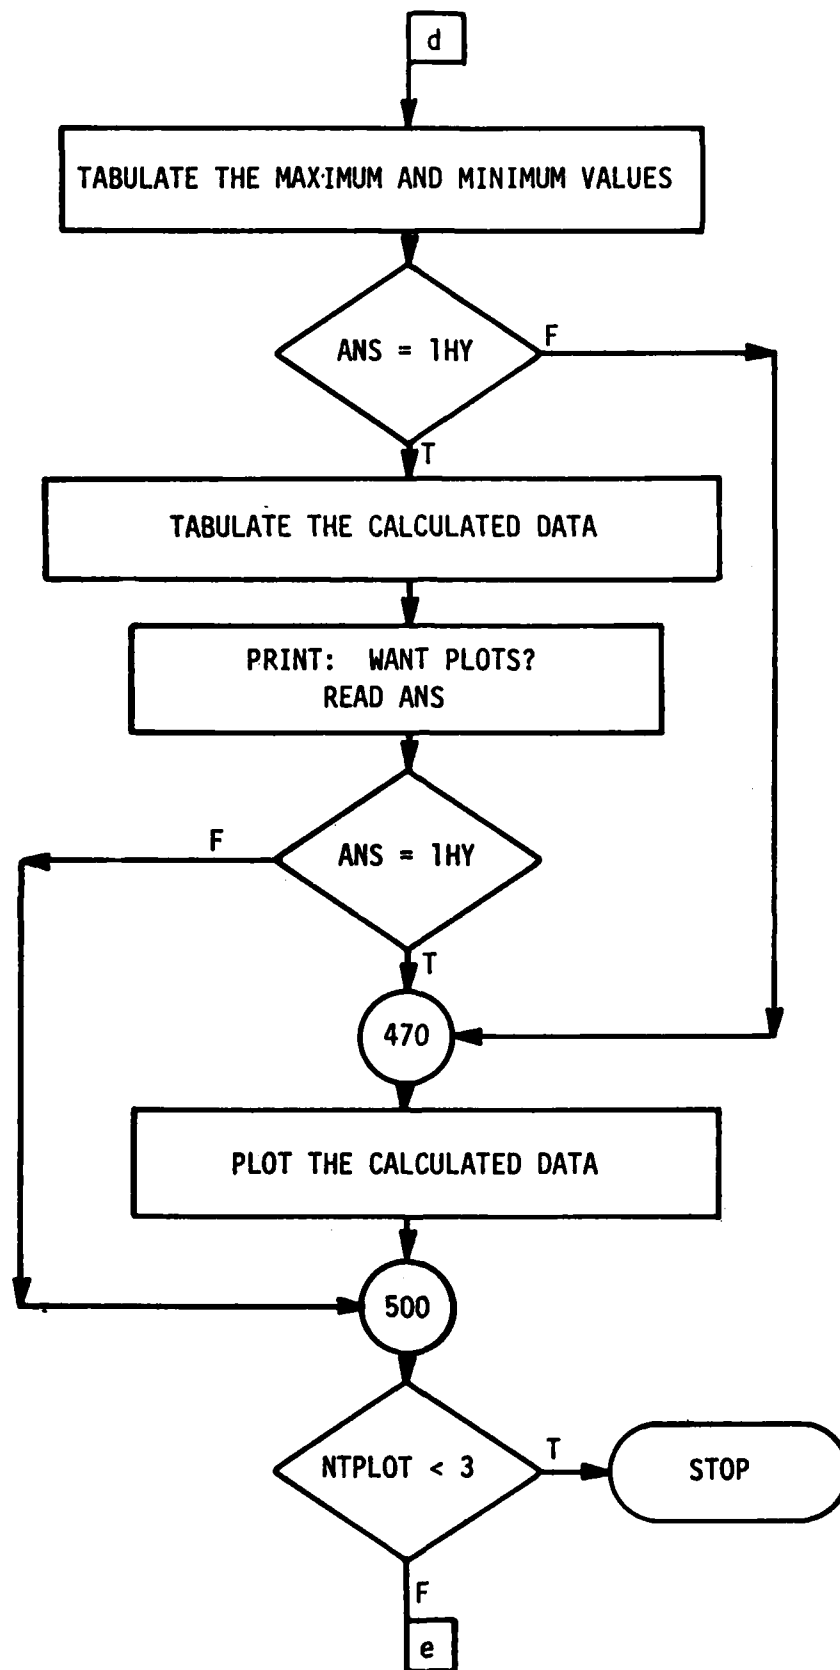 d
TABULATE THE MAXIMUM AND MINIMUM VALUES
ANS = 1HY
F
T
TABULATE THE CALCULATED DATA
PRINT: WANT PLOTS?
READ ANS
F
ANS = 1HY
T
470
PLOT THE CALCULATED DATA
500
NTPLOT < 3
T
STOP
F
e